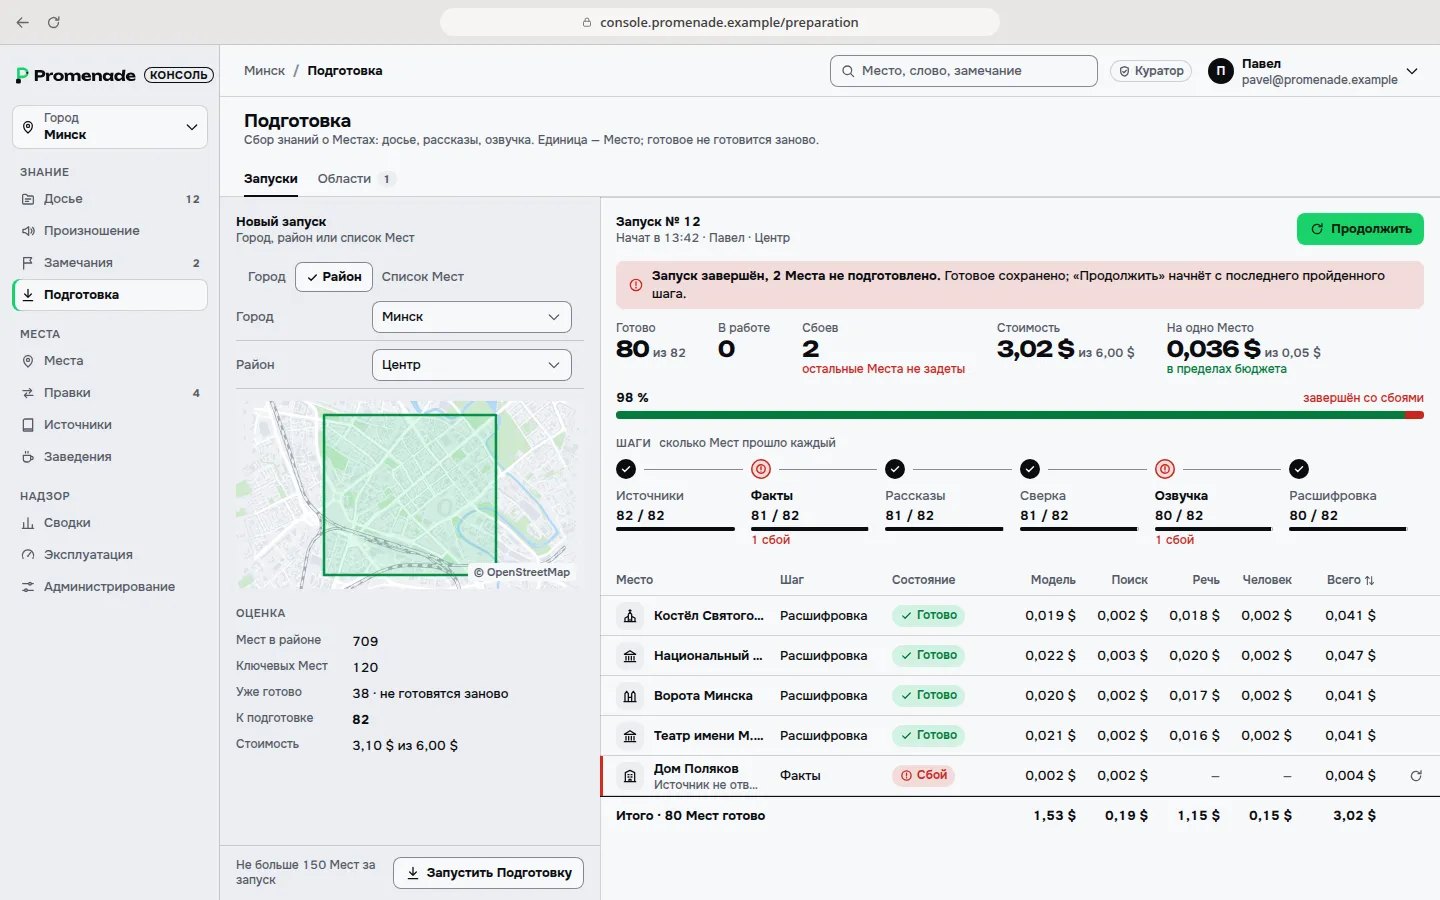 console.promenade.example/preparation
Promenade КОНСОЛЬ
Город
Минск
ЗНАНИЕ
Досье 12
Произношение
Замечания 2
Подготовка
МЕСТА
Места
Правки 4
Источники
Заведения
НАДЗОР
Сводки
Эксплуатация
Администрирование
Минск / Подготовка
Место, слово, замечание
Куратор
П
Павел
pavel@promenade.example
Подготовка
Сбор знаний о Местах: досье, рассказы, озвучка. Единица — Место; готовое не готовится заново.
Запуски
Области 1
Новый запуск
Город, район или список Мест
Город Район Список Мест
Город Минск
Район Центр
© OpenStreetMap
ОЦЕНКА
Мест в районе 709
Ключевых Мест 120
Уже готово 38 · не готовятся заново
К подготовке 82
Стоимость 3,10 $ из 6,00 $
Не больше 150 Мест за
запуск
Запустить Подготовку
Запуск № 12
Начат в 13:42 · Павел · Центр
Продолжить
Запуск завершён, 2 Места не подготовлено. Готовое сохранено; «Продолжить» начнёт с последнего пройденного
шага.
Готово В работе Сбоев Стоимость На одно Место
80 из 82 0 2 3,02 $ из 6,00 $ 0,036 $ из 0,05 $
остальные Места не задеты в пределах бюджета
98 % завершён со сбоями
ШАГИ сколько Мест прошло каждый
Источники Факты Рассказы Сверка Озвучка Расшифровка
82 / 82 81 / 82 81 / 82 81 / 82 80 / 82 80 / 82
1 сбой 1 сбой
Место Шаг Состояние Модель Поиск Речь Человек Всего
Костёл Святого... Расшифровка Готово 0,019 $ 0,002 $ 0,018 $ 0,002 $ 0,041 $
Национальный ... Расшифровка Готово 0,022 $ 0,003 $ 0,020 $ 0,002 $ 0,047 $
Ворота Минска Расшифровка Готово 0,020 $ 0,002 $ 0,017 $ 0,002 $ 0,041 $
Театр имени М.... Расшифровка Готово 0,021 $ 0,002 $ 0,016 $ 0,002 $ 0,041 $
Дом Поляков Факты Сбой 0,002 $ 0,002 $ – – 0,004 $
Источник не отв...
Итого · 80 Мест готово 1,53 $ 0,19 $ 1,15 $ 0,15 $ 3,02 $